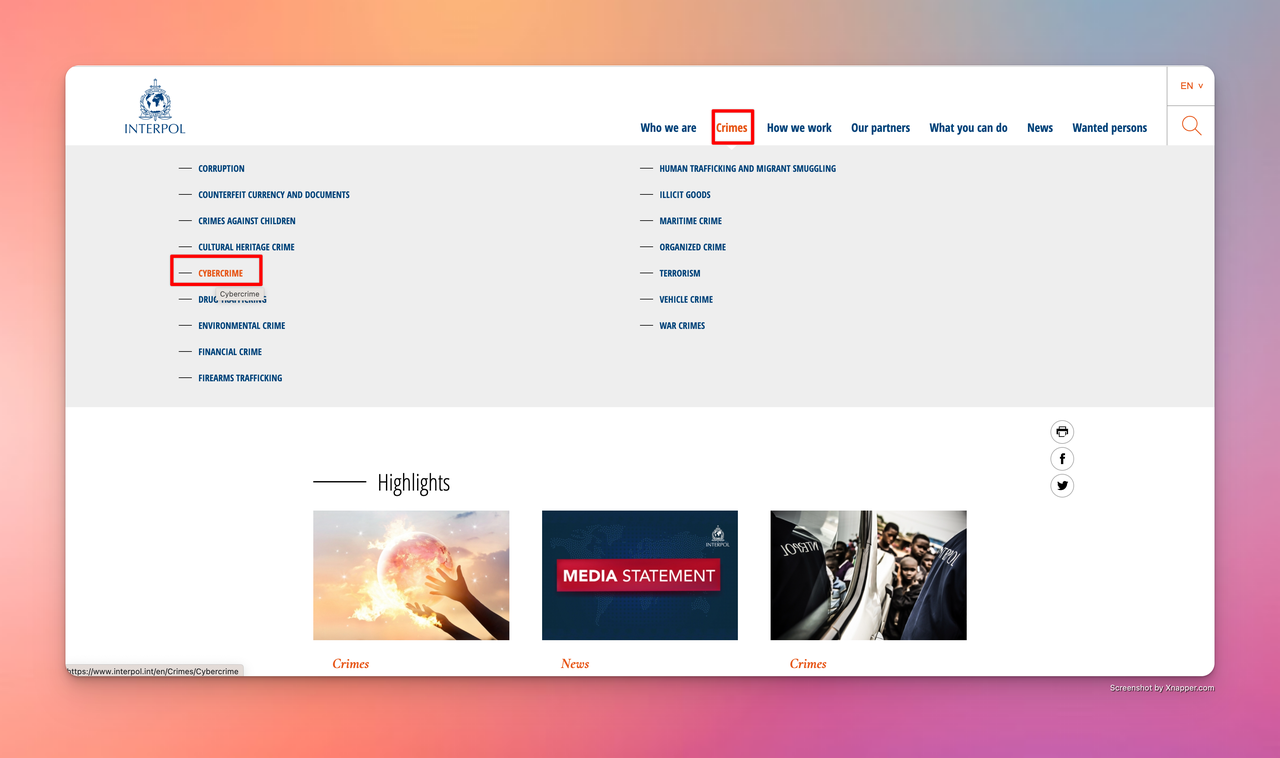 EN
INTERPOL
Who we are Crimes How we work Our partners What you can do News Wanted persons
CORRUPTION
COUNTERFEIT CURRENCY AND DOCUMENTS
CRIMES AGAINST CHILDREN
CULTURAL HERITAGE CRIME
CYBERCRIME
Cybercrime
DRUG TRAFFICKING
ENVIRONMENTAL CRIME
FINANCIAL CRIME
FIREARMS TRAFFICKING
HUMAN TRAFFICKING AND MIGRANT SMUGGLING
ILLICIT GOODS
MARITIME CRIME
ORGANIZED CRIME
TERRORISM
VEHICLE CRIME
WAR CRIMES
Highlights
INTERPOL
MEDIA STATEMENT
INTERPOL
INTERPOL
Crimes
News
Crimes
https://www.interpol.int/en/Crimes/Cybercrime
Screenshot by Xnapper.com